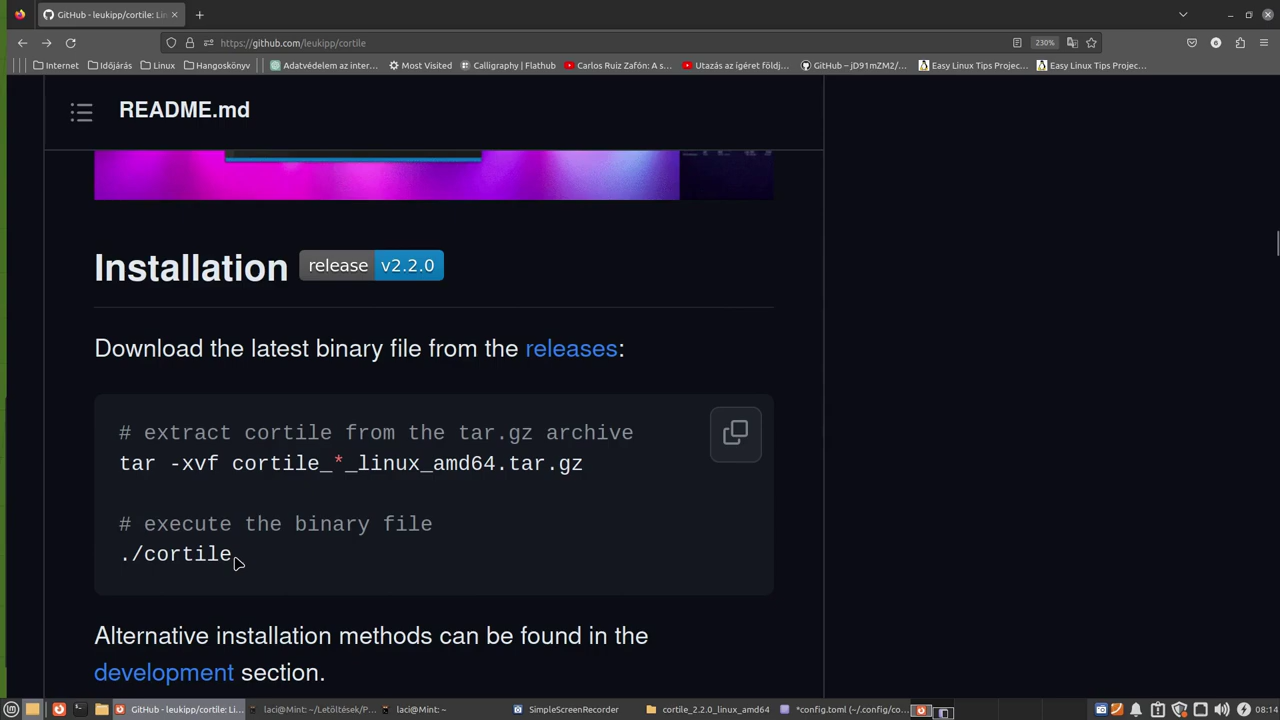 GitHub - leukipp/cortile: Lin
https://github.com/leukipp/cortile
230%
Internet
Időjárás
Linux
Hangoskönyv
Adatvédelem az inter...
Most Visited
Calligraphy | Flathub
Carlos Ruiz Zafón: A s...
Utazás az ígéret földj...
GitHub – jD91mZM2/...
Easy Linux Tips Projec...
Easy Linux Tips Projec...
README.md
Installation
release v2.2.0
Download the latest binary file from the releases:
# extract cortile from the tar.gz archive
tar -xvf cortile_*_linux_amd64.tar.gz
# execute the binary file
./cortile
Alternative installation methods can be found in the
development section.
GitHub - leukipp/cortile: Li...
laci@Mint: ~/Letöltések/P...
laci@Mint: ~
SimpleScreenRecorder
cortile_2.2.0_linux_amd64
*config.toml (~/.config/co...
08:14